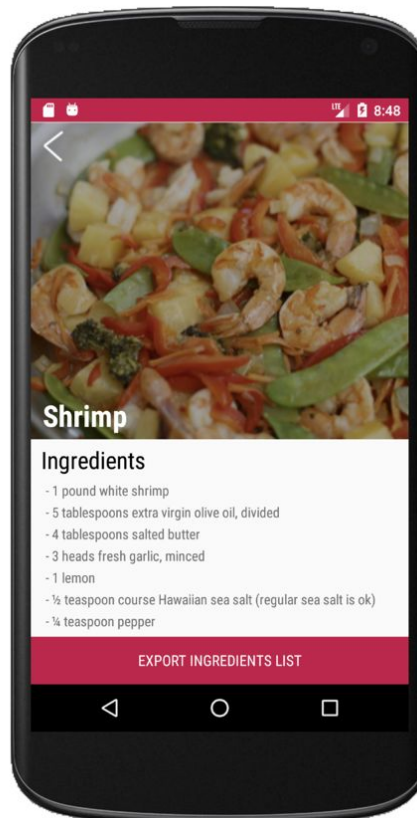 LTE 8:48
Shrimp
Ingredients
- 1 pound white shrimp
- 5 tablespoons extra virgin olive oil, divided
- 4 tablespoons salted butter
- 3 heads fresh garlic, minced
- 1 lemon
- ½ teaspoon course Hawaiian sea salt (regular sea salt is ok)
- ¼ teaspoon pepper
EXPORT INGREDIENTS LIST